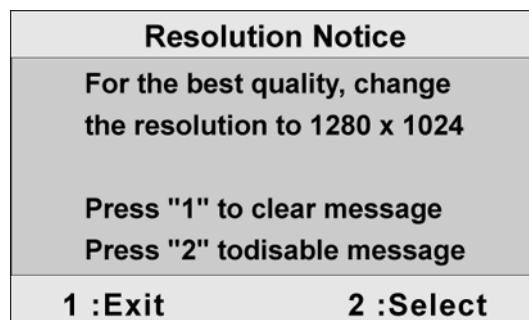 Resolution Notice
For the best quality, change
the resolution to 1280 x 1024
Press "1" to clear message
Press "2" todisable message
1 :Exit 2 :Select